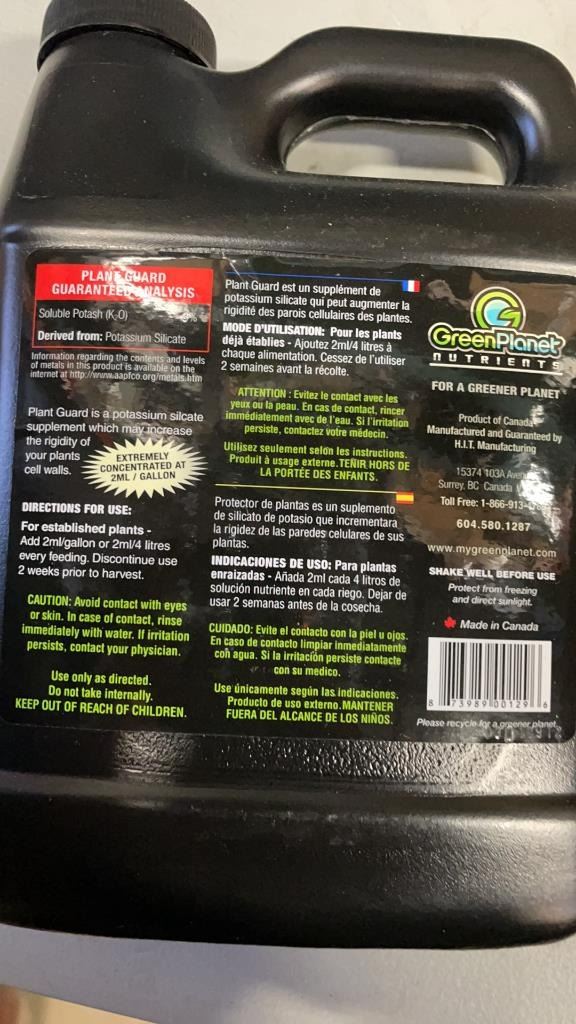 PLANT GUARD
GUARANTEED ANALYSIS
Soluble Potash (K₂O)
Derived from: Potassium Silicate
Information regarding the contents and levels
of metals in this product is available on the
internet at http://www.aapfco.org/metals.htm
Plant Guard is a potassium silcate
supplement which may increase
the rigidity of
your plants
cell walls.
EXTREMELY
CONCENTRATED AT
2ML / GALLON
DIRECTIONS FOR USE:
For established plants -
Add 2ml/gallon or 2ml/4 litres
every feeding. Discontinue use
2 weeks prior to harvest.
CAUTION: Avoid contact with eyes
or skin. In case of contact, rinse
immediately with water. If irritation
persists, contact your physician.
Use only as directed.
Do not take internally.
KEEP OUT OF REACH OF CHILDREN.
Plant Guard est un supplément de
potassium silicate qui peut augmenter la
rigidité des parois cellulaires des plantes.
MODE D'UTILISATION: Pour les plants
déjà établies - Ajoutez 2ml/4 litres à
chaque alimentation. Cessez de l'utiliser
2 semaines avant la récolte.
ATTENTION : Evitez le contact avec les
yeux ou la peau. En cas de contact, rincer
immédiatement avec de l'eau. Si l'irritation
persiste, contactez votre médecin.
Utilisez seulement selon les instructions.
Produit à usage externe. TEÑIR HORS DE
LA PORTÉE DES ENFANTS.
Protector de plantas es un suplemento
de silicato de potasio que incrementara
la rigidez de las paredes celulares de sus
plantas.
INDICACIONES DE USO: Para plantas
enraizadas - Añada 2ml cada 4 litros de
solución nutriente en cada riego. Dejar de
usar 2 semanas antes de la cosecha.
CUIDADO: Evite el contacto con la piel u ojos.
En caso de contacto limpiar inmediatamente
con agua. Si la irritación persiste contacte
con su medico.
Use únicamente según las indicaciones.
Producto de uso externo. MANTENER
FUERA DEL ALCANCE DE LOS NIÑOS.
GreenPlanet
NUTRIENTS
FOR A GREENER PLANET
Product of Canada
Manufactured and Guaranteed by
H.I.T. Manufacturing
15374 103A
Surrey, BC Canada
Toll Free: 1-866-913-
604.580.1287
www.mygreenplanet.com
SHAKE WELL BEFORE USE
Protect from freezing
and direct sunlight.
Made in Canada
8 73989 00129 6
Please recycle for a greener planet